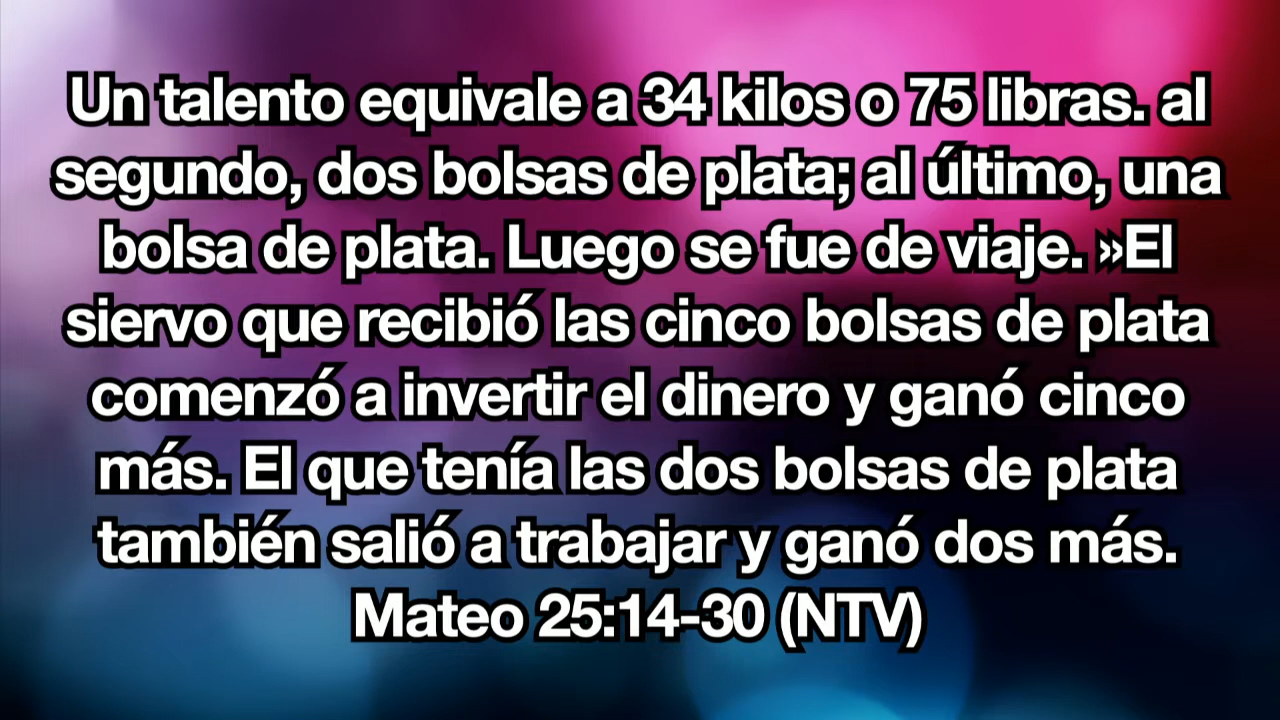 Un talento equivale a 34 kilos o 75 libras. al
segundo, dos bolsas de plata; al último, una
bolsa de plata. Luego se fue de viaje. »El
siervo que recibió las cinco bolsas de plata
comenzó a invertir el dinero y ganó cinco
más. El que tenía las dos bolsas de plata
también salió a trabajar y ganó dos más.
Mateo 25:14-30 (NTV)